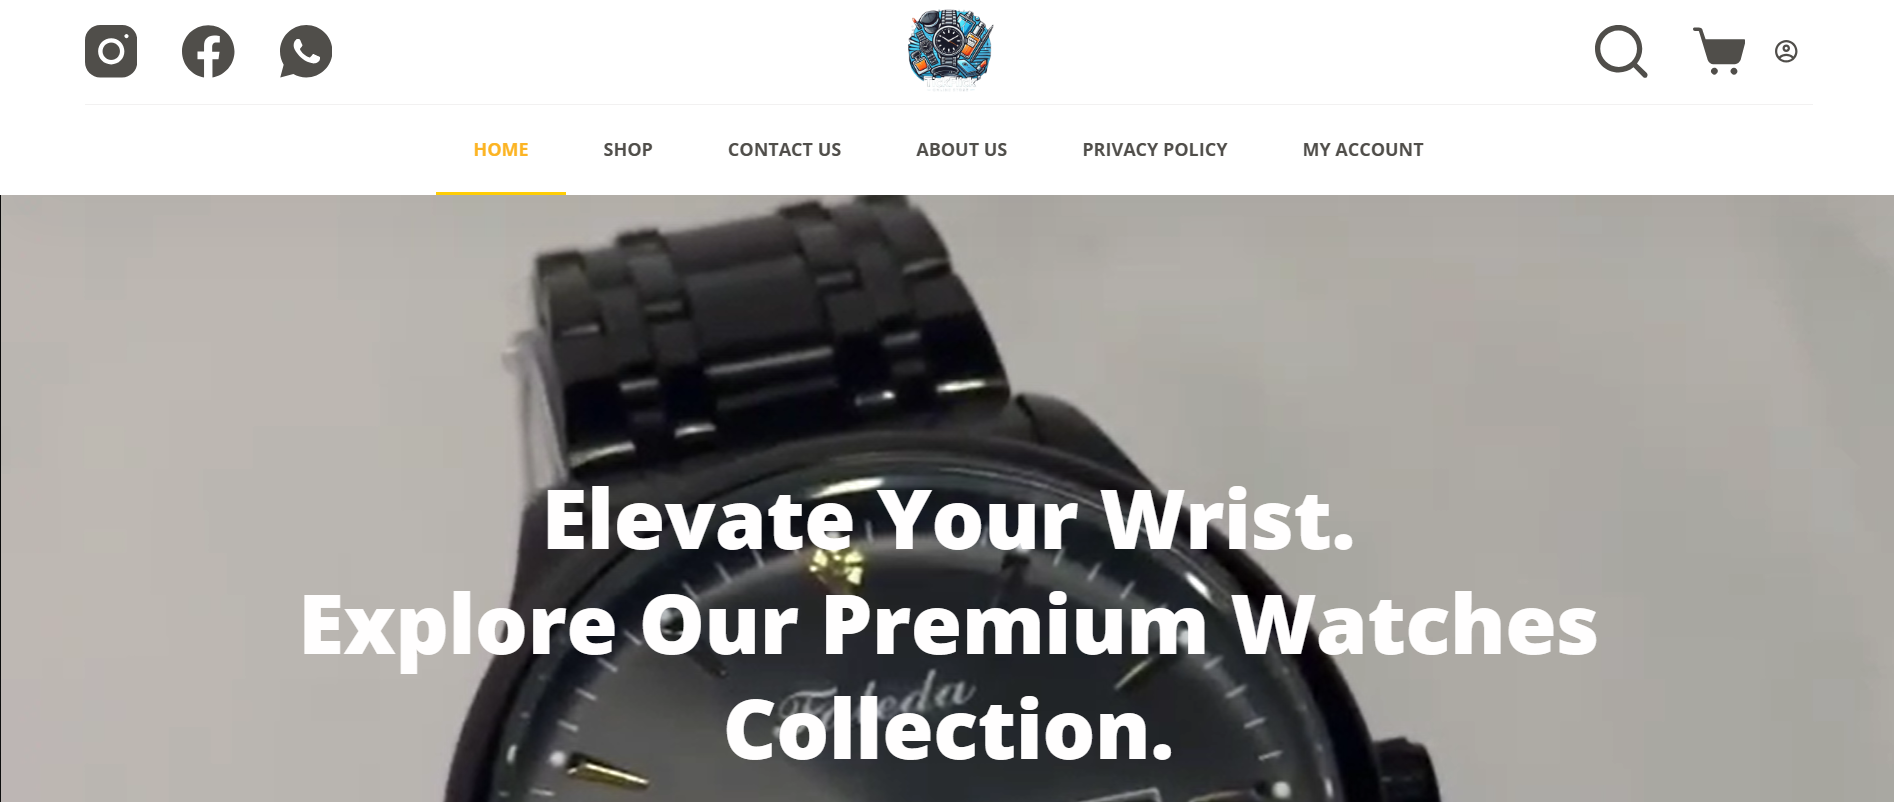 HOME SHOP CONTACT US ABOUT US PRIVACY POLICY MY ACCOUNT
Elevate Your Wrist.
Explore Our Premium Watches
Collection.